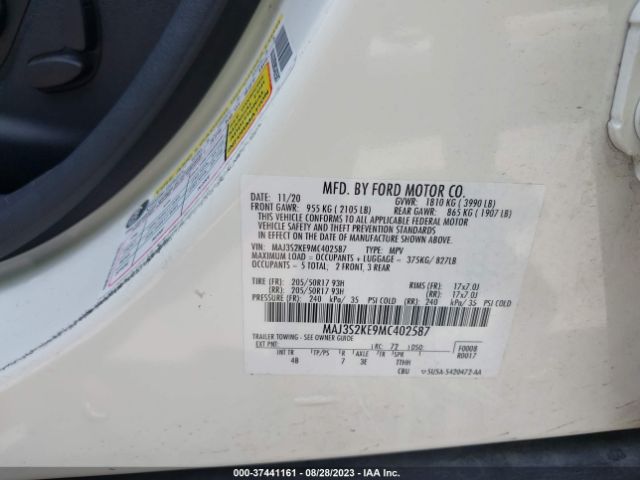 MFD. BY FORD MOTOR CO.
DATE: 11/20 GVWR: 1810 KG ( 3990 LB)
FRONT GAWR: 955 KG ( 2105 LB) REAR GAWR: 865 KG ( 1907 LB)
THIS VEHICLE CONFORMS TO ALL APPLICABLE FEDERAL MOTOR
VEHICLE SAFETY AND THEFT PREVENTION STANDARDS
IN EFFECT ON THE DATE OF MANUFACTURE SHOWN ABOVE.
VIN: MAJ3S2KE9MC402587 TYPE: MPV
MAXIMUM LOAD = OCCUPANTS + LUGGAGE = 375KG/ 827LB
OCCUPANTS = 5 TOTAL, 2 FRONT, 3 REAR
TIRE (FR): 205/50R17 93H (FR): 17x7.0J
(RR): 205/50R17 93H (RR): 17x7.0J
PRESSURE (FR): 240 kPa/ 35 PSI COLD (RR): 240 kPa/ 35 PSI COLD
MAJ3S2KE9MC402587
TRAILER TOWING - SEE OWNER GUIDE
EXT PNT: RC: 72 DSO: F0008
R0017
INT TR TP/PS R AXLE TR SPR
4B 7 3E TTHH
CBU 5U5A-5420472-AA
000-37441161 - 08/28/2023 - IAA Inc.